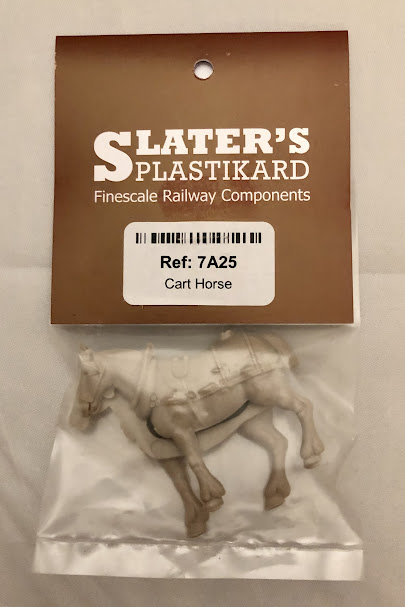 SLATER'S
PLASTIKARD
Finescale Railway Components
Ref: 7A25
Cart Horse